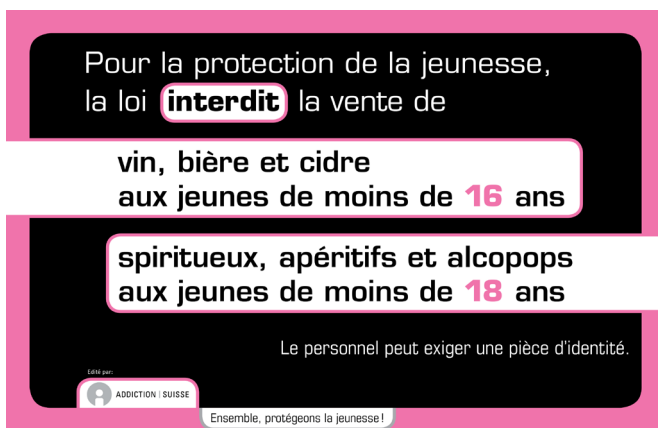 Pour la protection de la jeunesse,
la loi interdit la vente de
vin, bière et cidre
aux jeunes de moins de 16 ans
spiritueux, apéritifs et alcopops
aux jeunes de moins de 18 ans
Le personnel peut exiger une pièce d'identité.
Edité par:
ADDICTION | SUISSE
Ensemble, protégeons la jeunesse!